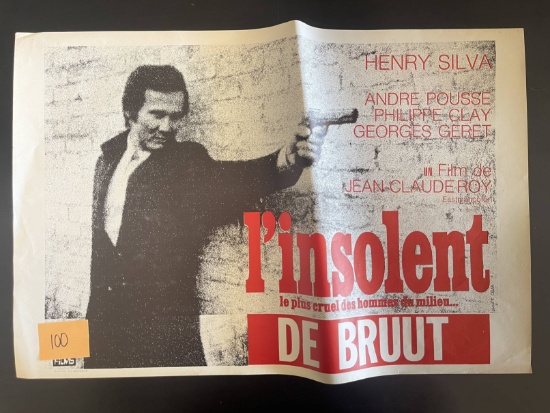 HENRY SILVA
ANDRE POUSSE
PHILIPPE CLAY
GEORGES GERET
UN Film de
JEAN-CLAUDE ROY
l'insolent
le plus cruel des hommes du milieu...
DE BRUUT
100